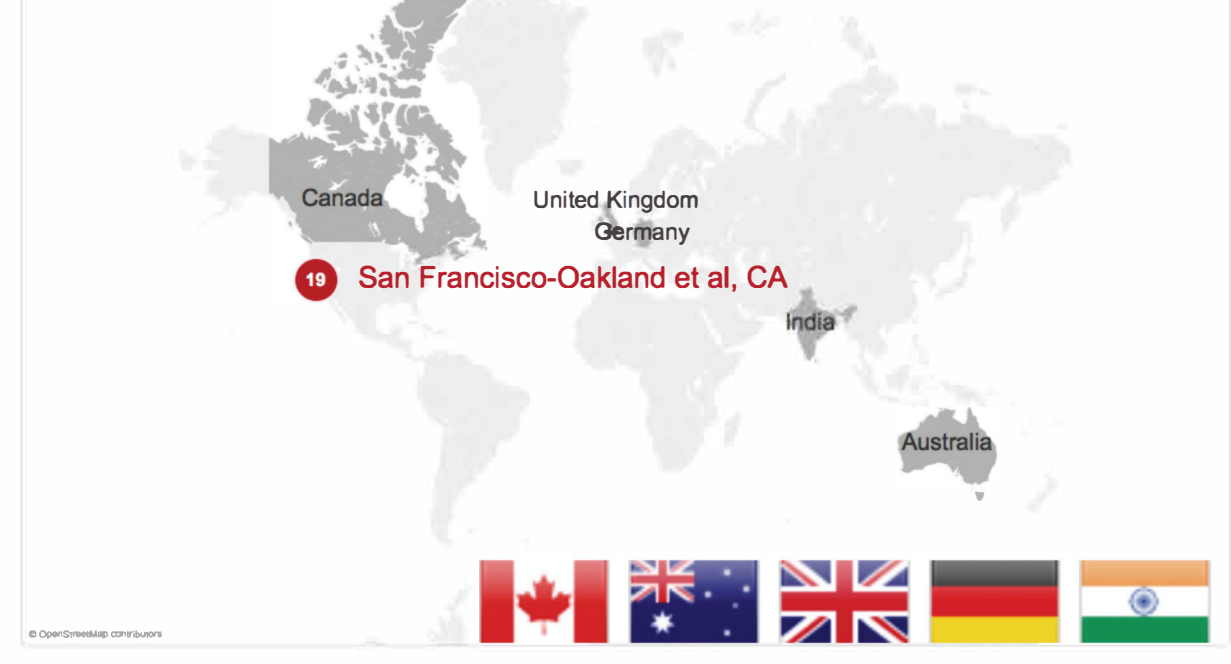 Canada
United Kingdom
Germany
19 San Francisco-Oakland et al, CA
India
Australia
© OpenStreetMap contributors